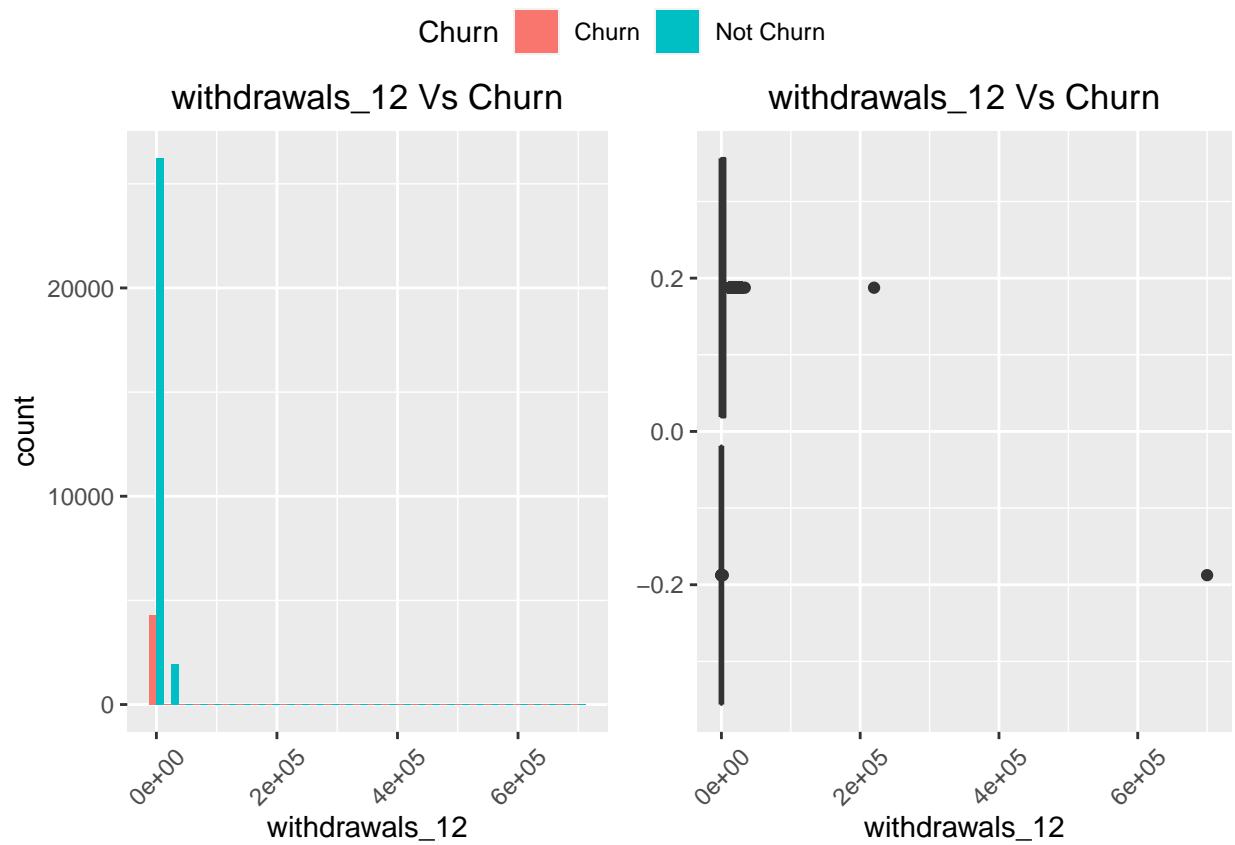 Churn Churn Not Churn
withdrawals_12 Vs Churn
count
20000
10000
0
0e+00 2e+05 4e+05 6e+05
withdrawals_12
withdrawals_12 Vs Churn
0.2
0.0
−0.2
0e+00 2e+05 4e+05 6e+05
withdrawals_12